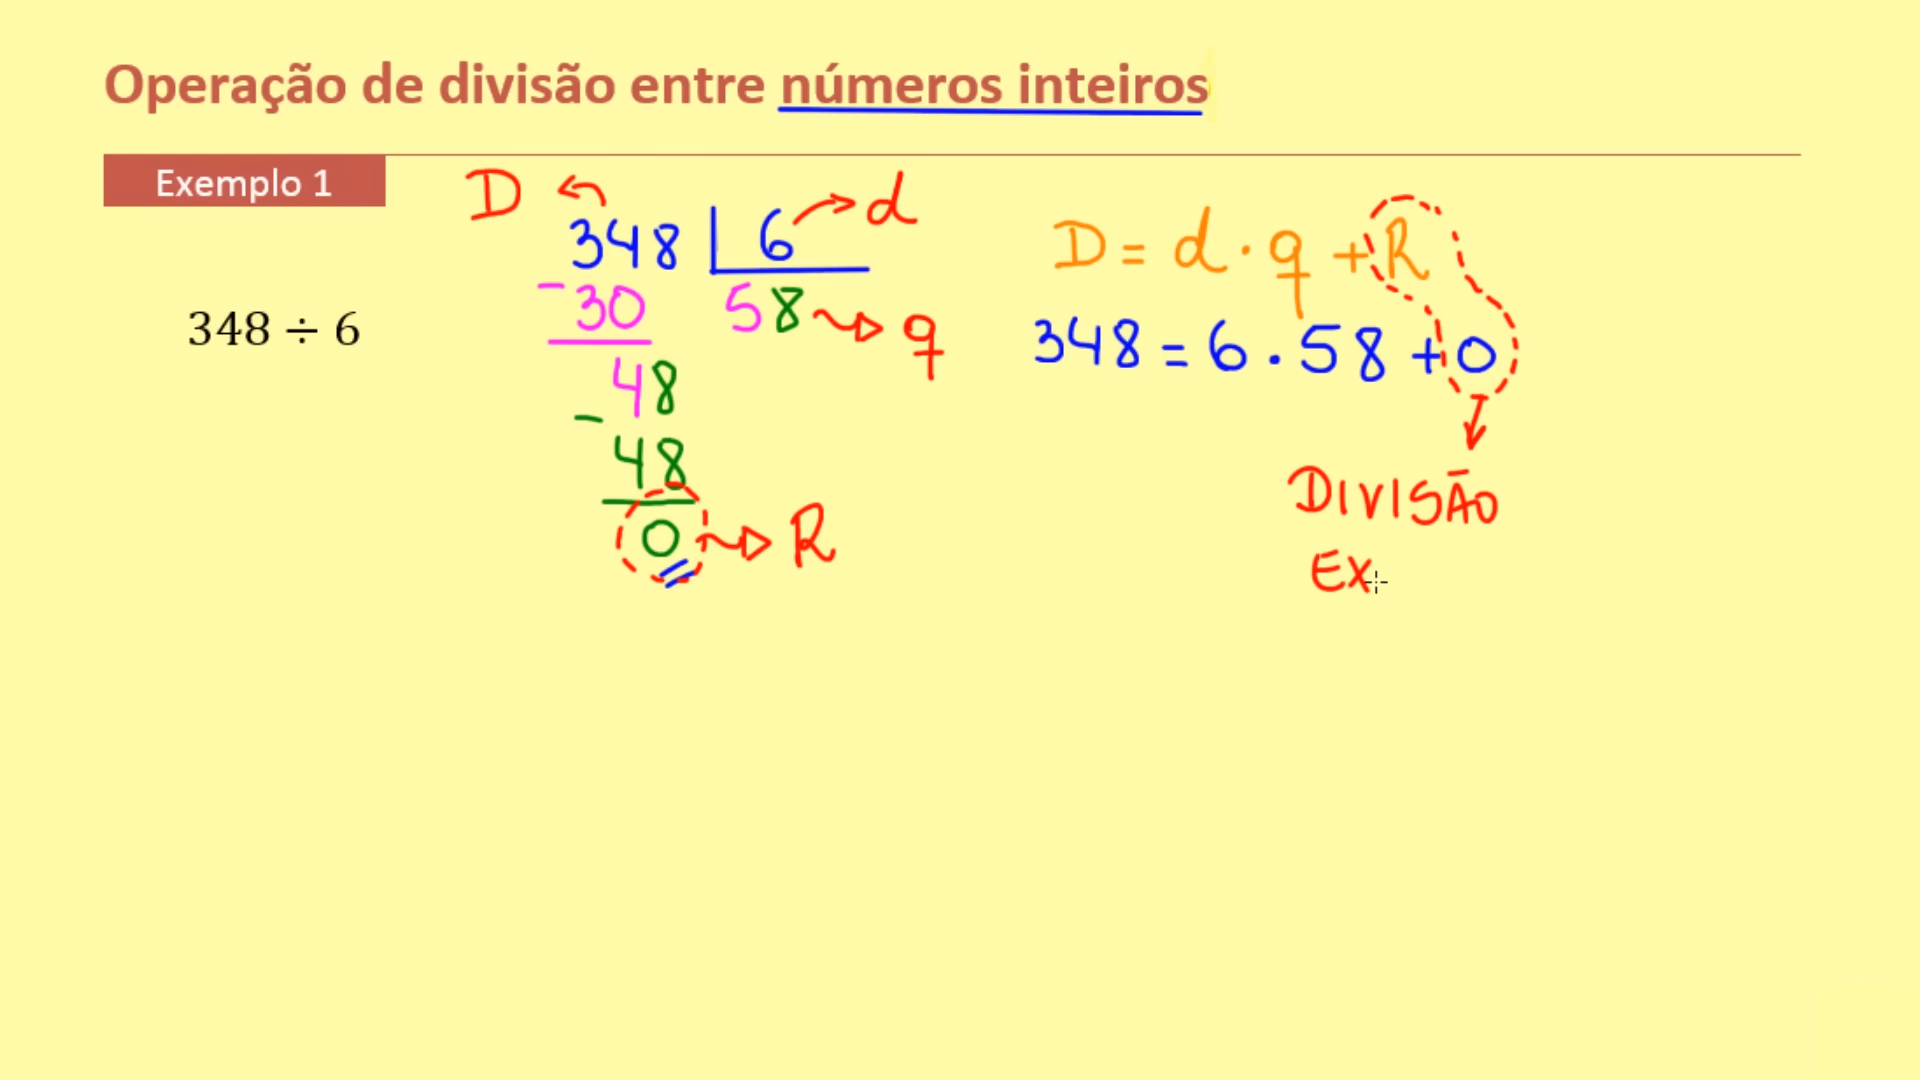 Operação de divisão entre números inteiros
Exemplo 1
348 ÷ 6
D
348 6
d
-30 58
q
48
-
48
0
R
D = d · q + R
348 = 6 . 58 + 0
DIVISÃO
EX